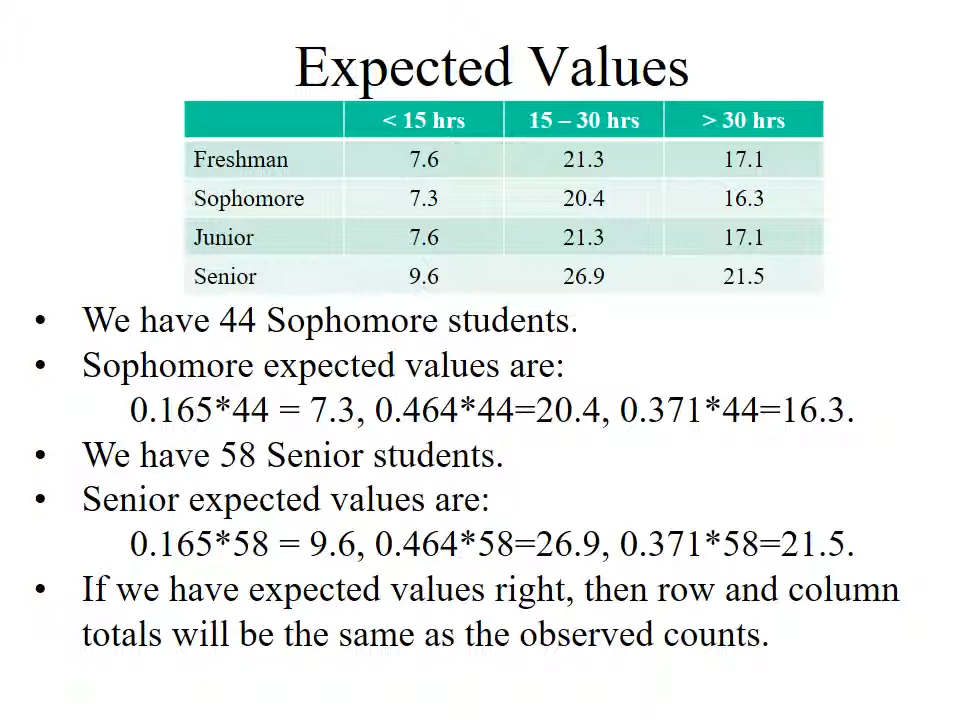 Expected Values
< 15 hrs 15 – 30 hrs > 30 hrs
Freshman 7.6 21.3 17.1
Sophomore 7.3 20.4 16.3
Junior 7.6 21.3 17.1
Senior 9.6 26.9 21.5
• We have 44 Sophomore students.
• Sophomore expected values are:
0.165*44 = 7.3, 0.464*44=20.4, 0.371*44=16.3.
• We have 58 Senior students.
• Senior expected values are:
0.165*58 = 9.6, 0.464*58=26.9, 0.371*58=21.5.
• If we have expected values right, then row and column
totals will be the same as the observed counts.